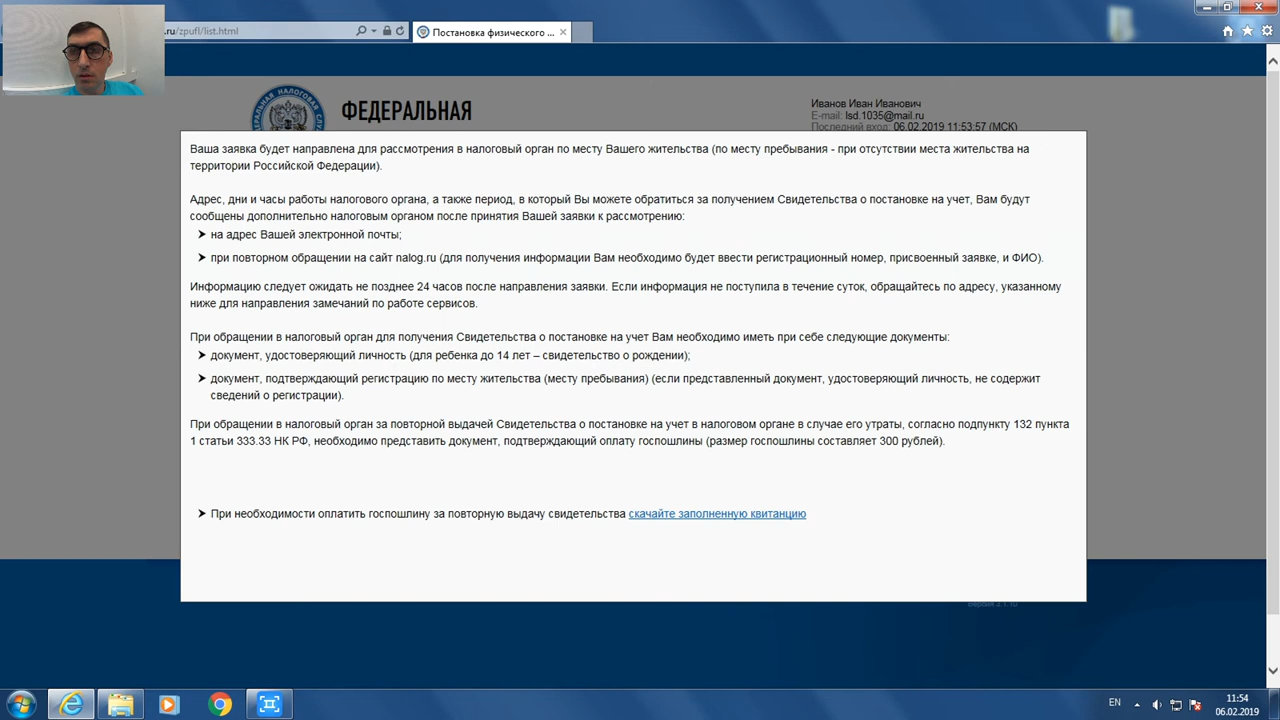 .ru/zpufl/list.html
Постановка физического ...
ФЕДЕРАЛЬНАЯ
Иванов Иван Иванович
E-mail: lsd.1035@mail.ru
Последний вход: 06.02.2019 11:53:57 (МСК)
Ваша заявка будет направлена для рассмотрения в налоговый орган по месту Вашего жительства (по месту пребывания - при отсутствии места жительства на
территории Российской Федерации).
Адрес, дни и часы работы налогового органа, а также период, в который Вы можете обратиться за получением Свидетельства о постановке на учет, Вам будут
сообщены дополнительно налоговым органом после принятия Вашей заявки к рассмотрению:
➤ на адрес Вашей электронной почты;
➤ при повторном обращении на сайт nalog.ru (для получения информации Вам необходимо будет ввести регистрационный номер, присвоенный заявке, и ФИО).
Информацию следует ожидать не позднее 24 часов после направления заявки. Если информация не поступила в течение суток, обращайтесь по адресу, указанному
ниже для направления замечаний по работе сервисов.
При обращении в налоговый орган для получения Свидетельства о постановке на учет Вам необходимо иметь при себе следующие документы:
➤ документ, удостоверяющий личность (для ребенка до 14 лет – свидетельство о рождении);
➤ документ, подтверждающий регистрацию по месту жительства (месту пребывания) (если представленный документ, удостоверяющий личность, не содержит
сведений о регистрации).
При обращении в налоговый орган за повторной выдачей Свидетельства о постановке на учет в налоговом органе в случае его утраты, согласно подпункту 132 пункта
1 статьи 333.33 НК РФ, необходимо представить документ, подтверждающий оплату госпошлины (размер госпошлины составляет 300 рублей).
➤ При необходимости оплатить госпошлину за повторную выдачу свидетельства скачайте заполненную квитанцию
EN
11:54
06.02.2019